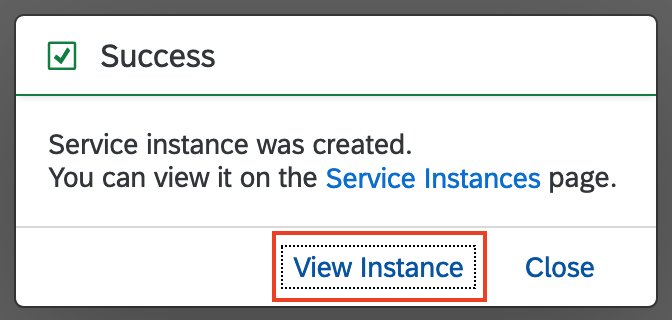 Success
Service instance was created.
You can view it on the Service Instances page.
View Instance Close